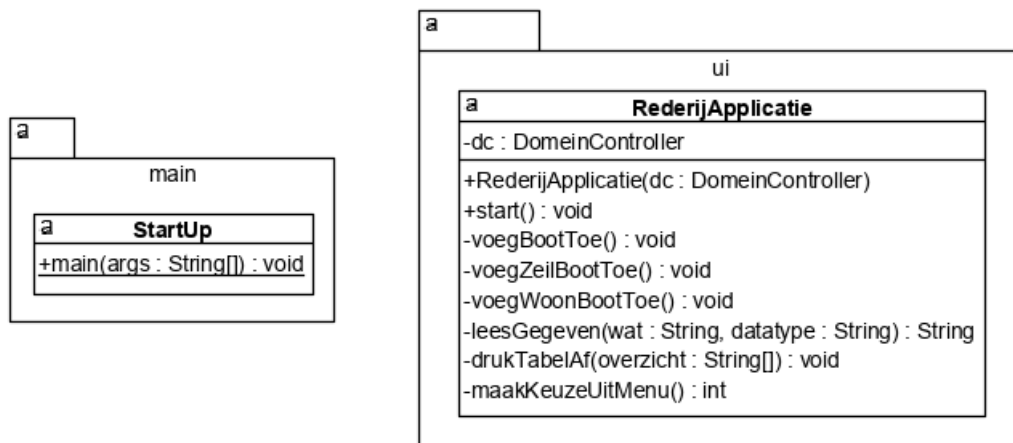 a
main
a
StartUp
+main(args : String[]) : void
a
ui
a
RederijApplicatie
-dc : DomeinController
+RederijApplicatie(dc : DomeinController)
+start() : void
-voegBootToe() : void
-voegZeilBootToe() : void
-voegWoonBootToe() : void
-leesGegeven(wat : String, datatype : String) : String
-drukTabelAf(overzicht : String[]) : void
-maakKeuzeUitMenu() : int